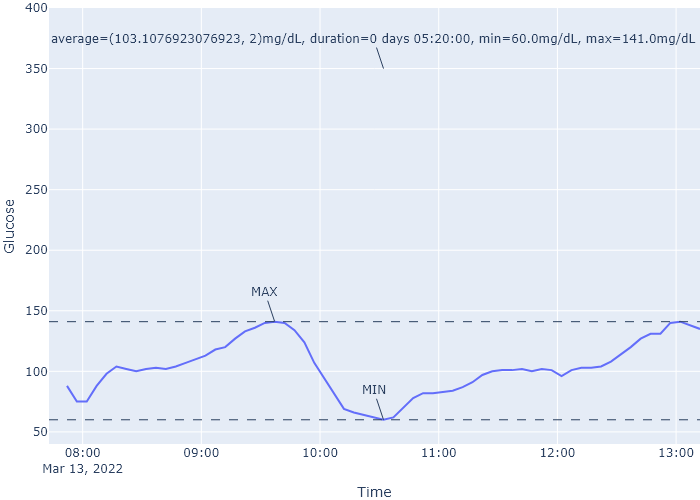 400
average=(103.1076923076923, 2)mg/dL, duration=0 days 05:20:00, min=60.0mg/dL, max=141.0mg/dL
350
300
250
200
Glucose
MAX
150
100
MIN
50
08:00 09:00 10:00 11:00 12:00 13:00
Mar 13, 2022
Time